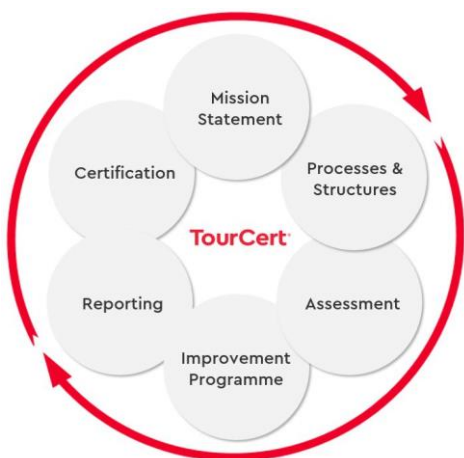 Mission
Statement
Processes &
Structures
Assessment
Improvement
Programme
Reporting
Certification
TourCert